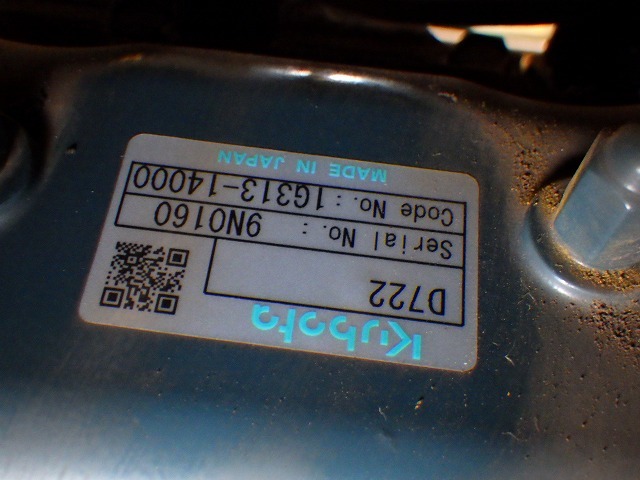 Kubota
D722
Serial No.: 9N0160
Code No.: 1G313-14000
MADE IN JAPAN